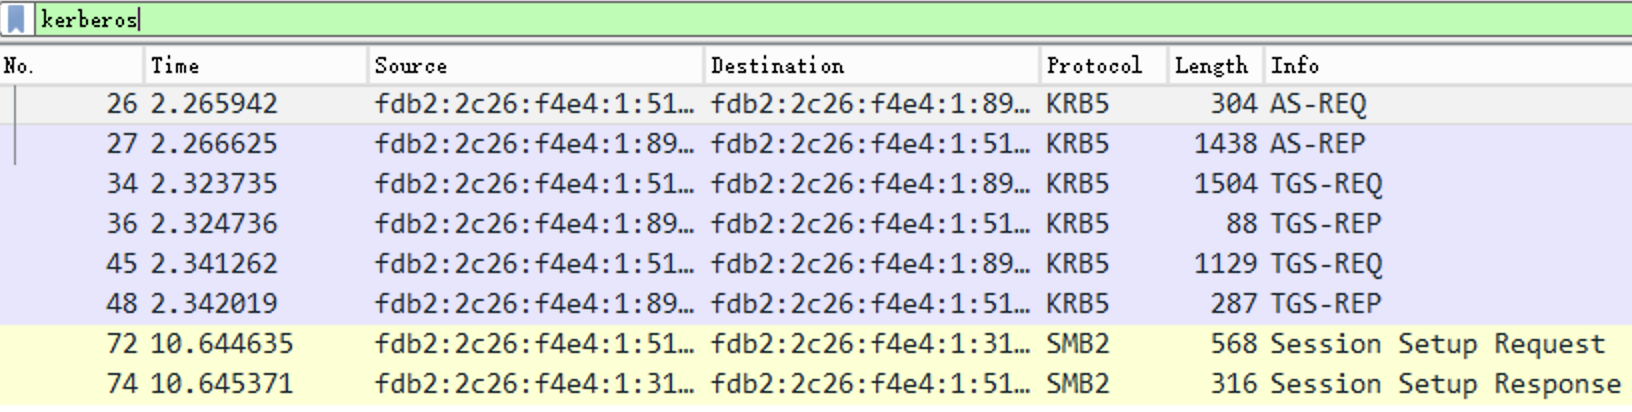 kerberos
No. Time Source Destination Protocol Length Info
26 2.265942 fdb2:2c26:f4e4:1:51… fdb2:2c26:f4e4:1:89… KRB5 304 AS-REQ
27 2.266625 fdb2:2c26:f4e4:1:89… fdb2:2c26:f4e4:1:51… KRB5 1438 AS-REP
34 2.323735 fdb2:2c26:f4e4:1:51… fdb2:2c26:f4e4:1:89… KRB5 1504 TGS-REQ
36 2.324736 fdb2:2c26:f4e4:1:89… fdb2:2c26:f4e4:1:51… KRB5 88 TGS-REP
45 2.341262 fdb2:2c26:f4e4:1:51… fdb2:2c26:f4e4:1:89… KRB5 1129 TGS-REQ
48 2.342019 fdb2:2c26:f4e4:1:89… fdb2:2c26:f4e4:1:51… KRB5 287 TGS-REP
72 10.644635 fdb2:2c26:f4e4:1:51… fdb2:2c26:f4e4:1:31… SMB2 568 Session Setup Request
74 10.645371 fdb2:2c26:f4e4:1:31… fdb2:2c26:f4e4:1:51… SMB2 316 Session Setup Response